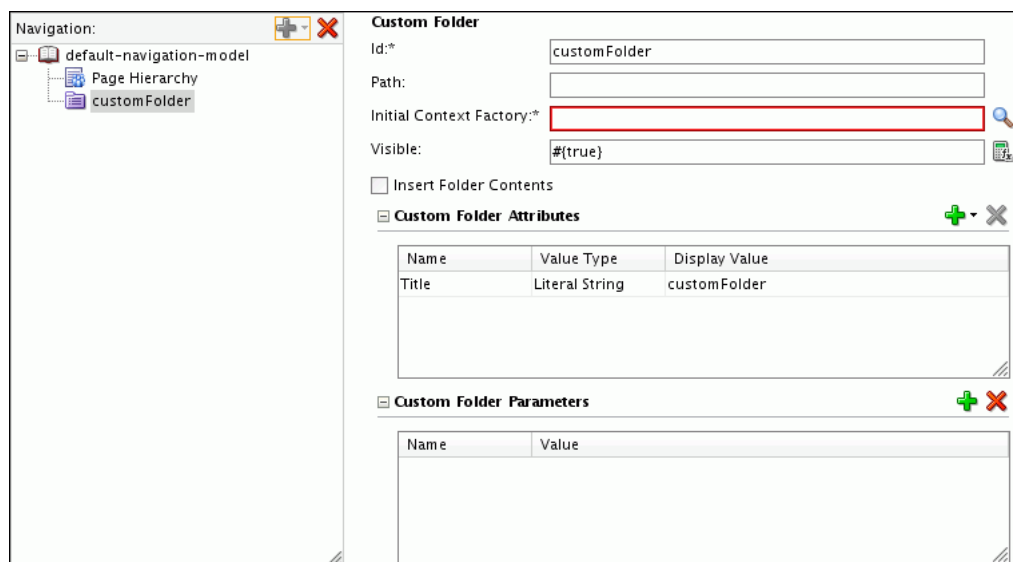 Navigation:
default-navigation-model
Page Hierarchy
customFolder
Custom Folder
Id:* customFolder
Path:
Initial Context Factory:*
Visible: #{true}
Insert Folder Contents
Custom Folder Attributes
Name Value Type Display Value
Title Literal String customFolder
Custom Folder Parameters
Name Value